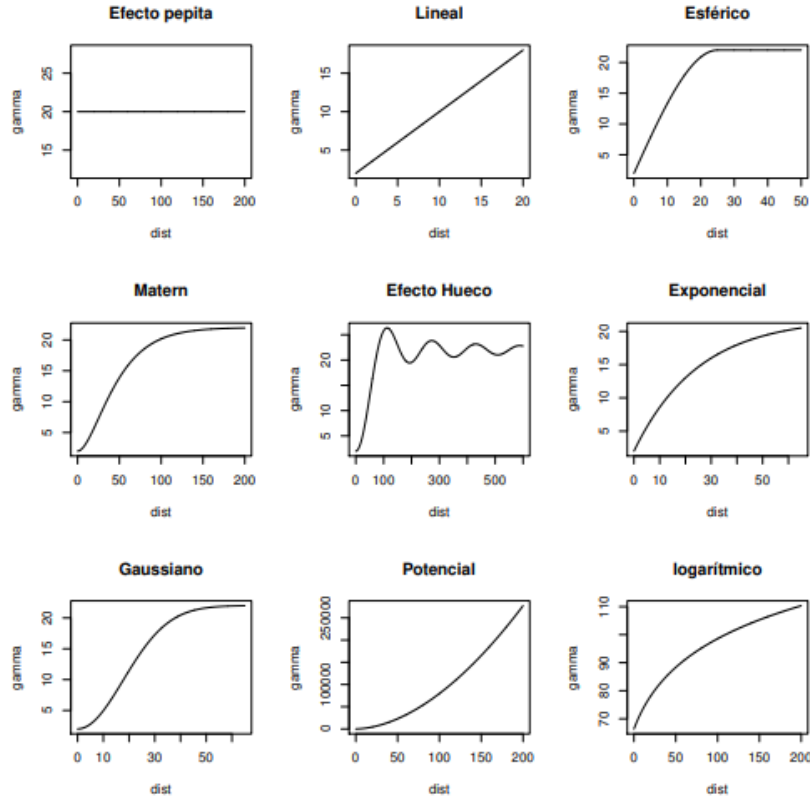 Efecto pepita
gamma
15 20 25
0 50 100 150 200
dist
Lineal
gamma
5 10 15
0 5 10 15 20
dist
Esférico
gamma
5 10 15 20
0 10 20 30 40 50
dist
Matern
gamma
5 10 15 20
0 50 100 150 200
dist
Efecto Hueco
gamma
5 10 20
0 100 300 500
dist
Exponencial
gamma
5 10 15 20
0 10 30 50
dist
Gaussiano
gamma
5 10 15 20
0 10 30 50
dist
Potencial
gamma
0 100000 250000
0 50 100 150 200
dist
logarítmico
gamma
70 80 90 110
0 50 100 150 200
dist